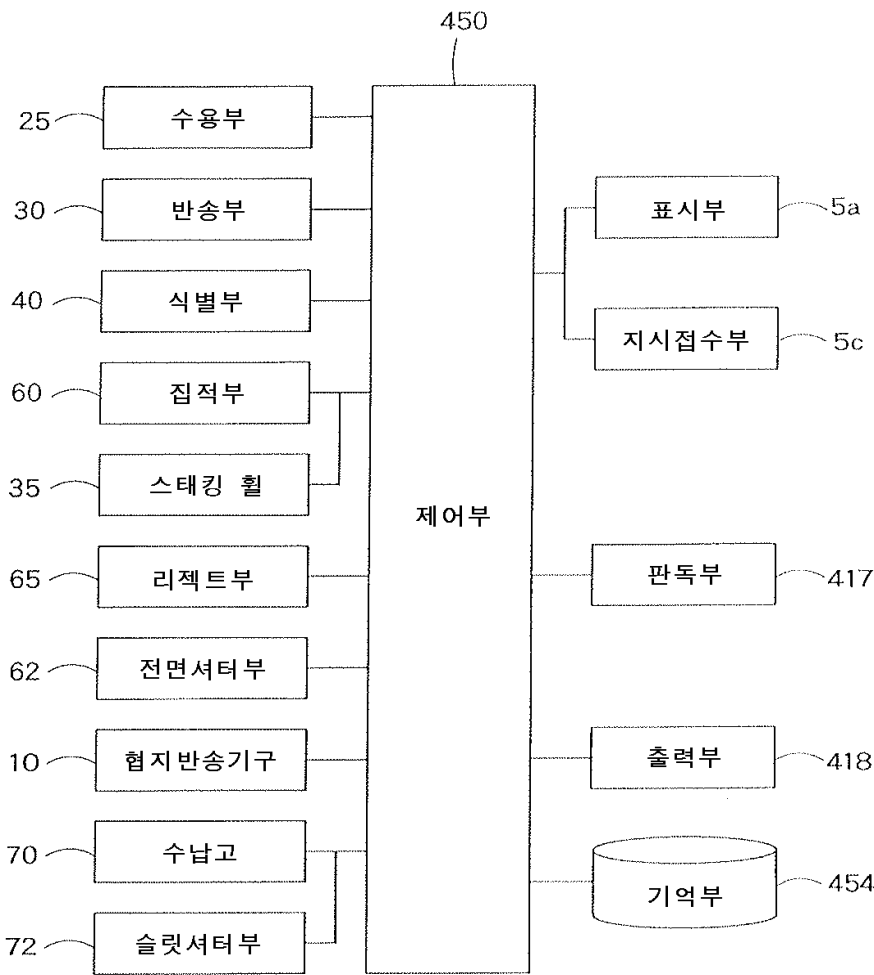 450
25 수용부
30 반송부
40 식별부
60 집적부
35 스태킹 휠
65 리젝트부
62 전면셔터부
10 협지반송기구
70 수납고
72 슬릿셔터부
제어부
표시부 5a
지시접수부 5c
판독부 417
출력부 418
기억부 454